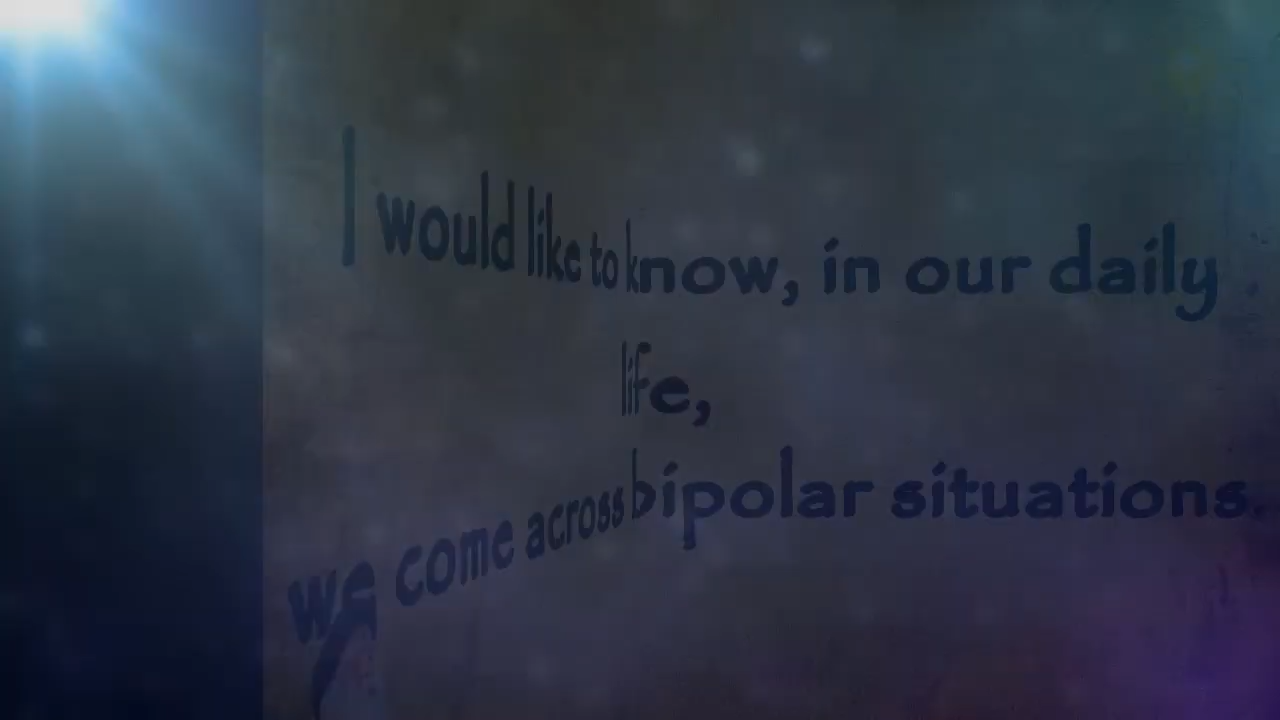 I would like to know, in our daily
life,
we come across bipolar situations.